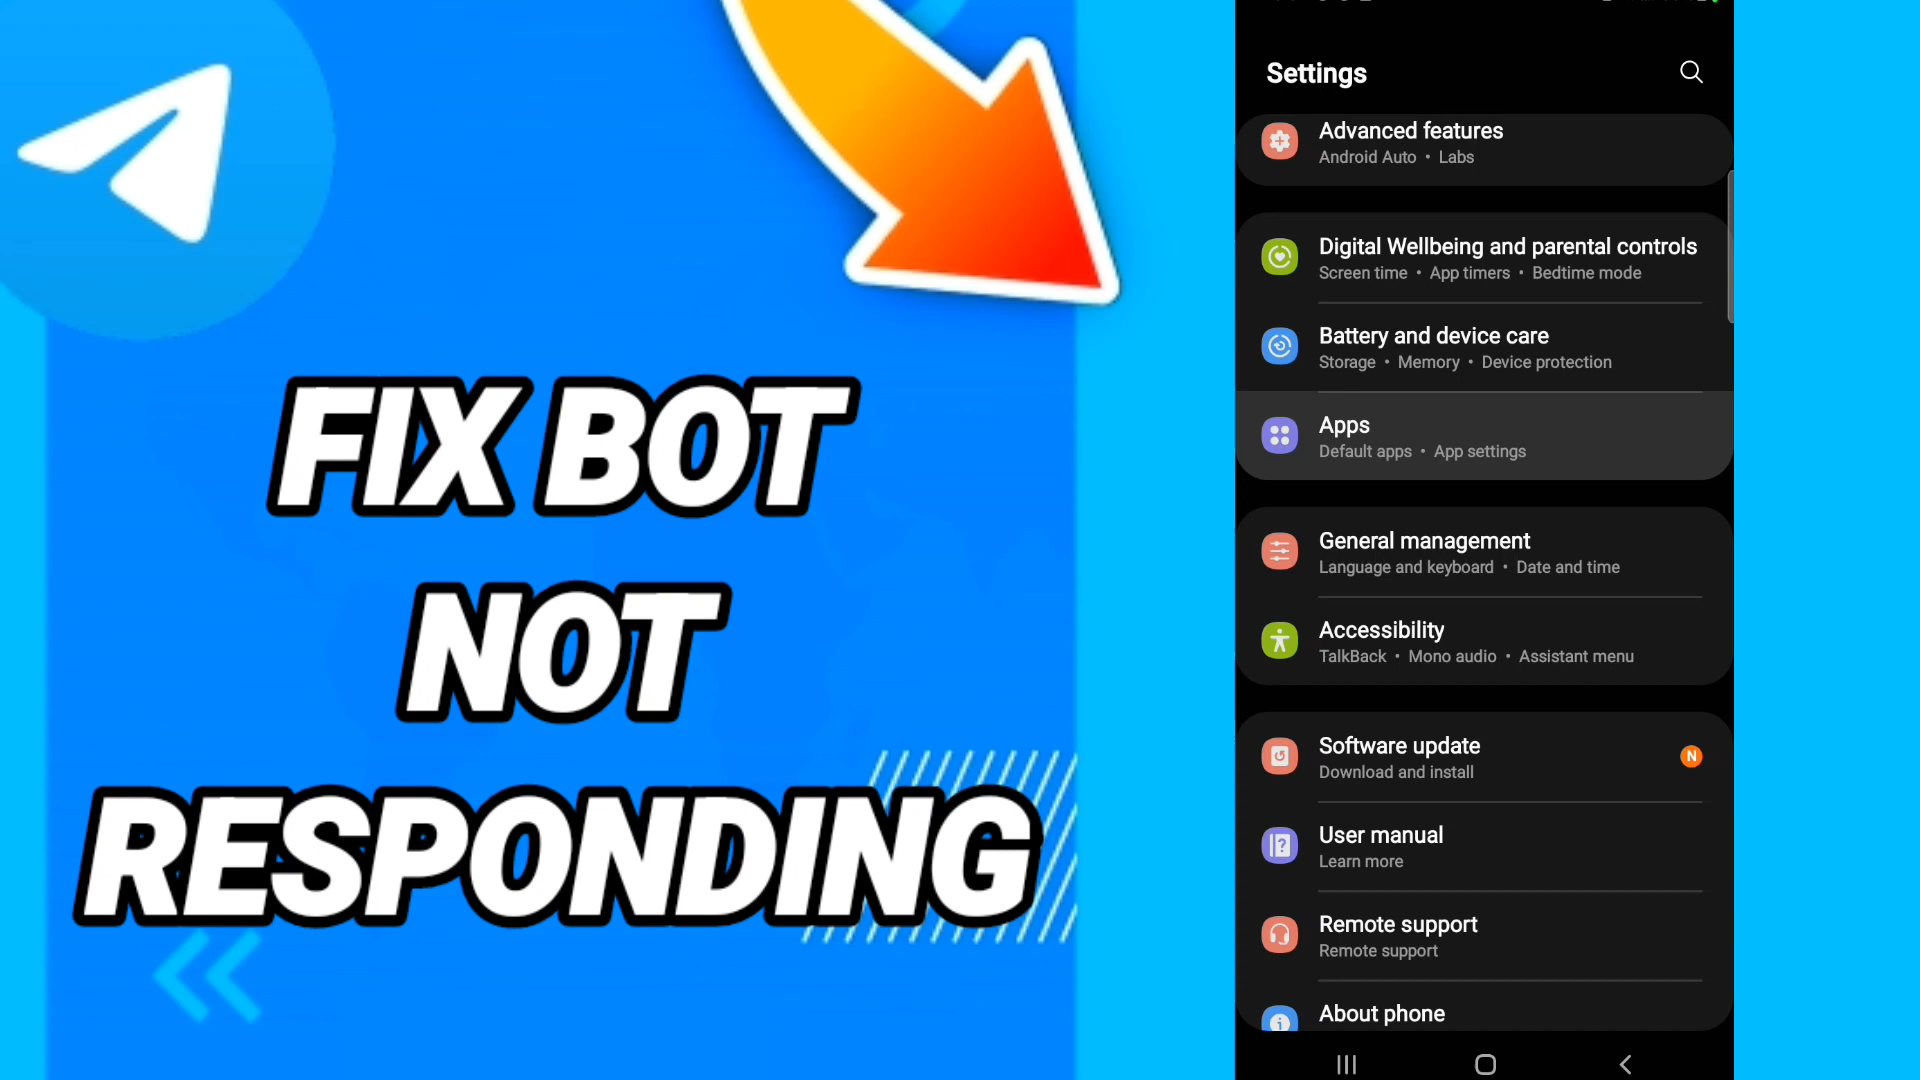 FIX BOT
NOT
RESPONDING
Settings
Advanced features
Android Auto • Labs
Digital Wellbeing and parental controls
Screen time • App timers • Bedtime mode
Battery and device care
Storage • Memory • Device protection
Apps
Default apps • App settings
General management
Language and keyboard • Date and time
Accessibility
TalkBack • Mono audio • Assistant menu
Software update
N
Download and install
User manual
Learn more
Remote support
Remote support
About phone